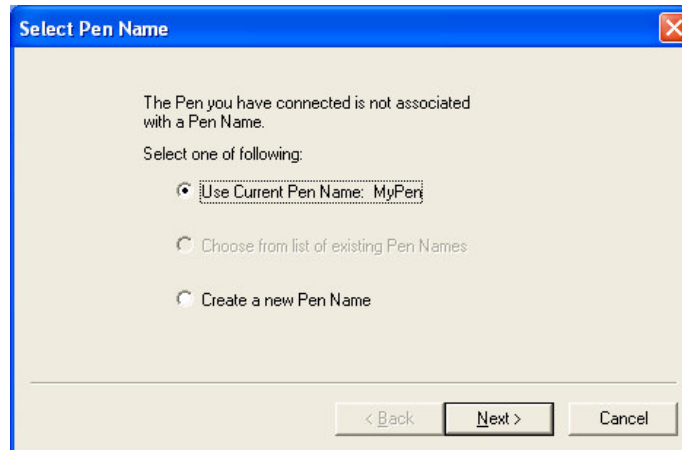 Select Pen Name
The Pen you have connected is not associated
with a Pen Name.
Select one of following:
Use Current Pen Name: MyPen
Choose from list of existing Pen Names
Create a new Pen Name
< Back Next > Cancel